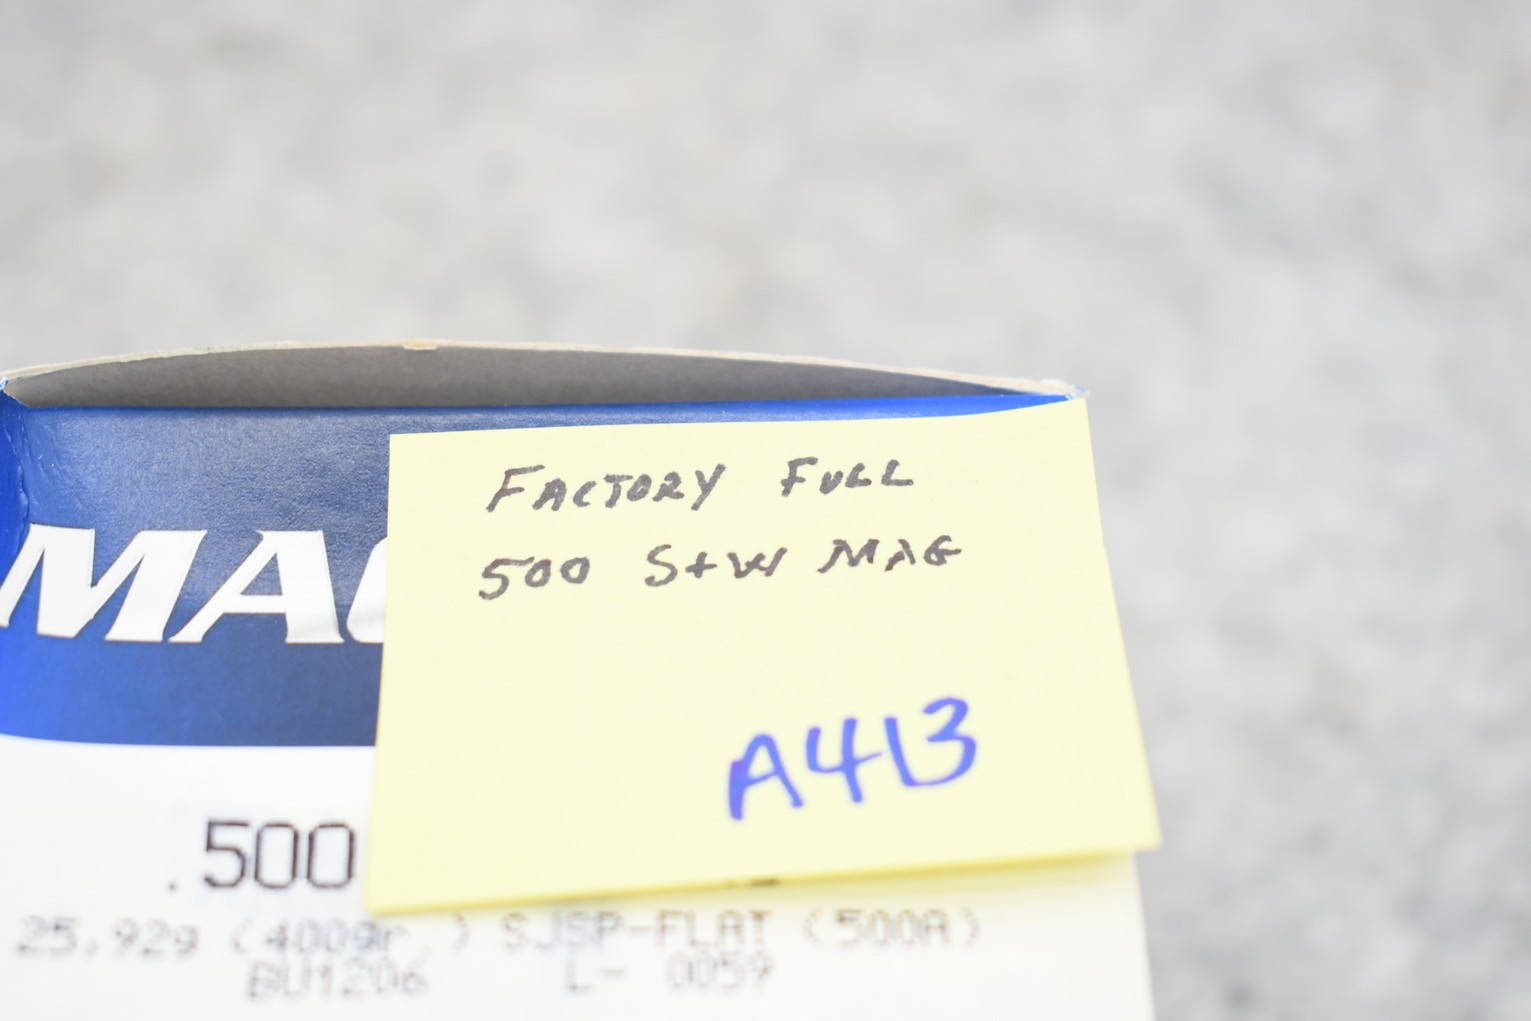 FACTORY FULL
500 S+W MAG
A413
MAG
.500
25,92g (400gr.) SJSP-FLAT (500A)
BU1206 L- 0059